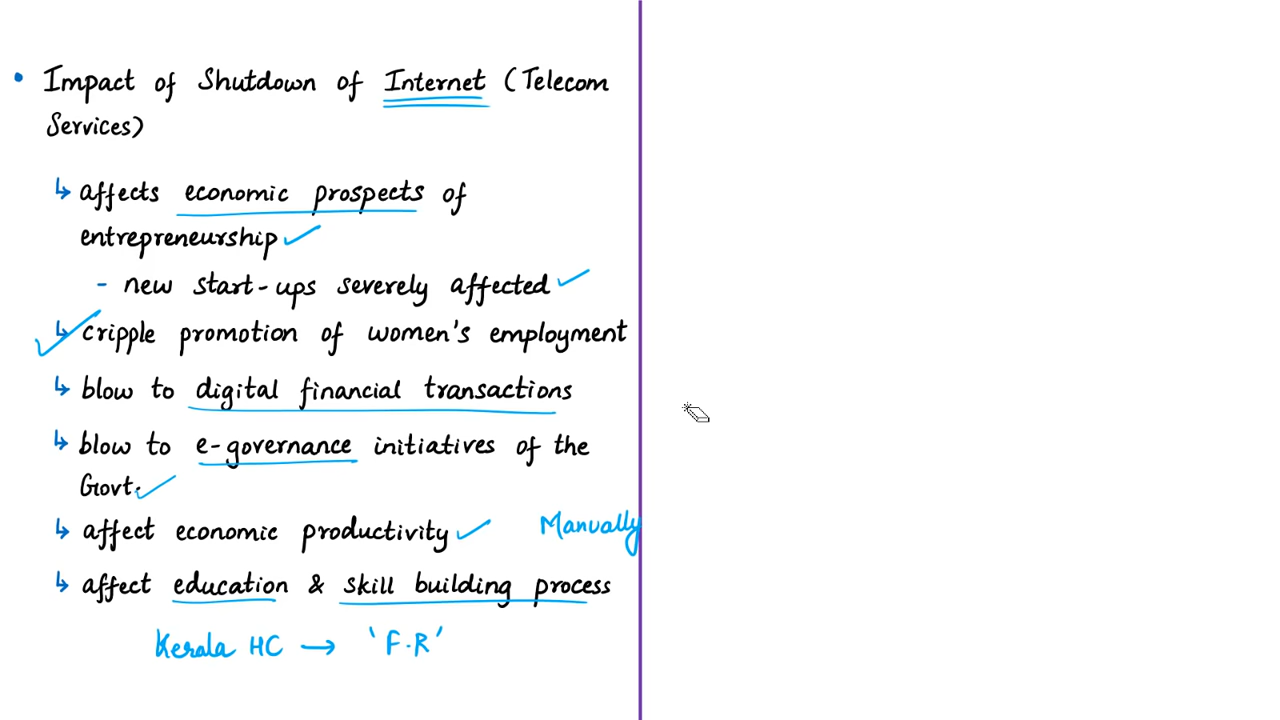 • Impact of Shutdown of Internet (Telecom
Services)
↳ affects economic prospects of
entrepreneurship ✓
- new start-ups severely affected ✓
↳ cripple promotion of women's employment
↳ blow to digital financial transactions
↳ blow to e-governance initiatives of the
Govt. ✓
↳ affect economic productivity ✓ Manually
↳ affect education & skill building process
Kerala HC → 'F.R'